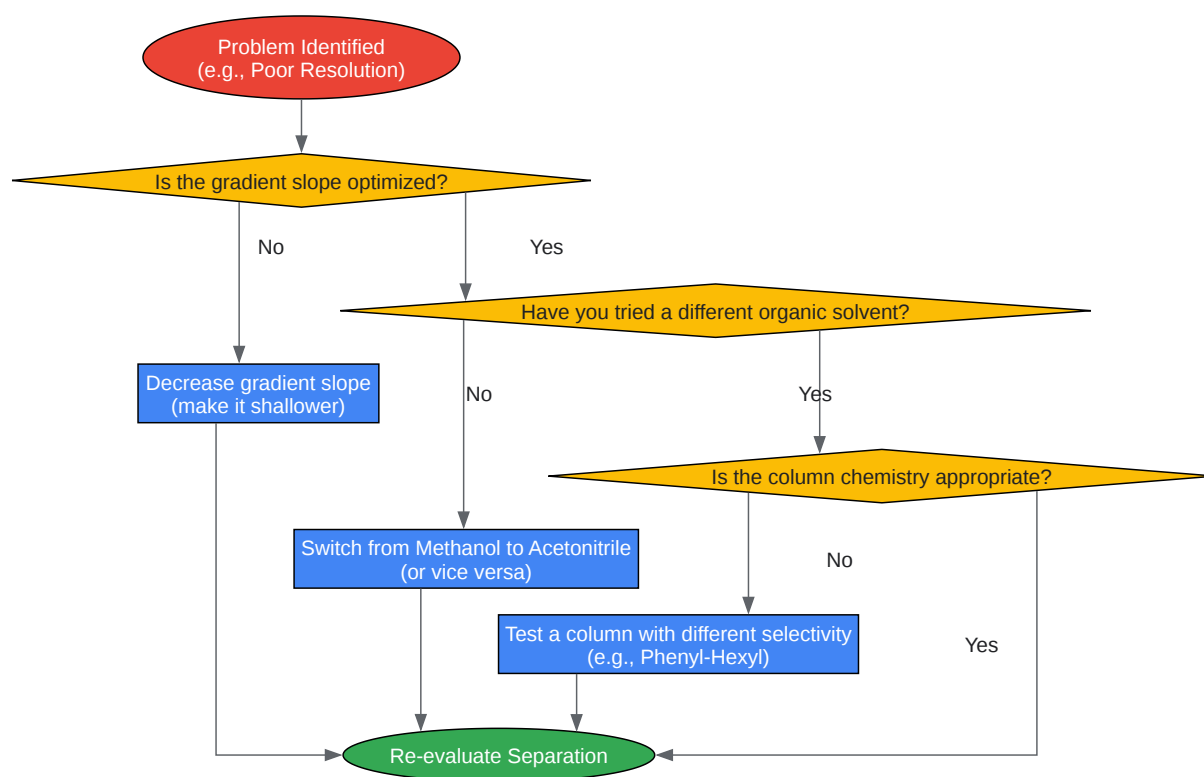 Problem Identified
(e.g., Poor Resolution)
Is the gradient slope optimized?
No
Yes
Have you tried a different organic solvent?
Decrease gradient slope
(make it shallower)
No
Yes
Is the column chemistry appropriate?
Switch from Methanol to Acetonitrile
(or vice versa)
No
Test a column with different selectivity
(e.g., Phenyl-Hexyl)
Yes
Re-evaluate Separation